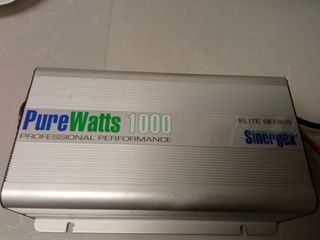 PureWatts 1000
PROFESSIONAL PERFORMANCE
ELITE SERIES
Sinergex